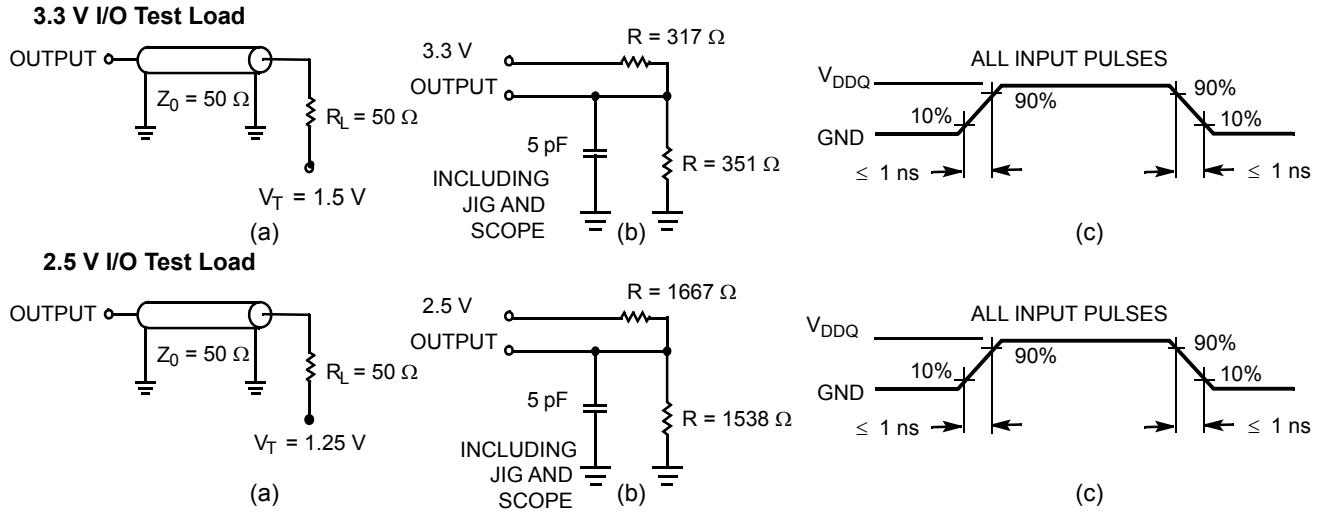 3.3 V I/O Test Load
OUTPUT
Z0 = 50 Ω
RL = 50 Ω
VT = 1.5 V
(a)
3.3 V
OUTPUT
R = 317 Ω
5 pF
INCLUDING
JIG AND
SCOPE
R = 351 Ω
(b)
ALL INPUT PULSES
VDDQ
GND
10%
90%
90%
10%
≤ 1 ns
≤ 1 ns
(c)
2.5 V I/O Test Load
OUTPUT
Z0 = 50 Ω
RL = 50 Ω
VT = 1.25 V
(a)
2.5 V
OUTPUT
R = 1667 Ω
5 pF
INCLUDING
JIG AND
SCOPE
R = 1538 Ω
(b)
ALL INPUT PULSES
VDDQ
GND
10%
90%
90%
10%
≤ 1 ns
≤ 1 ns
(c)